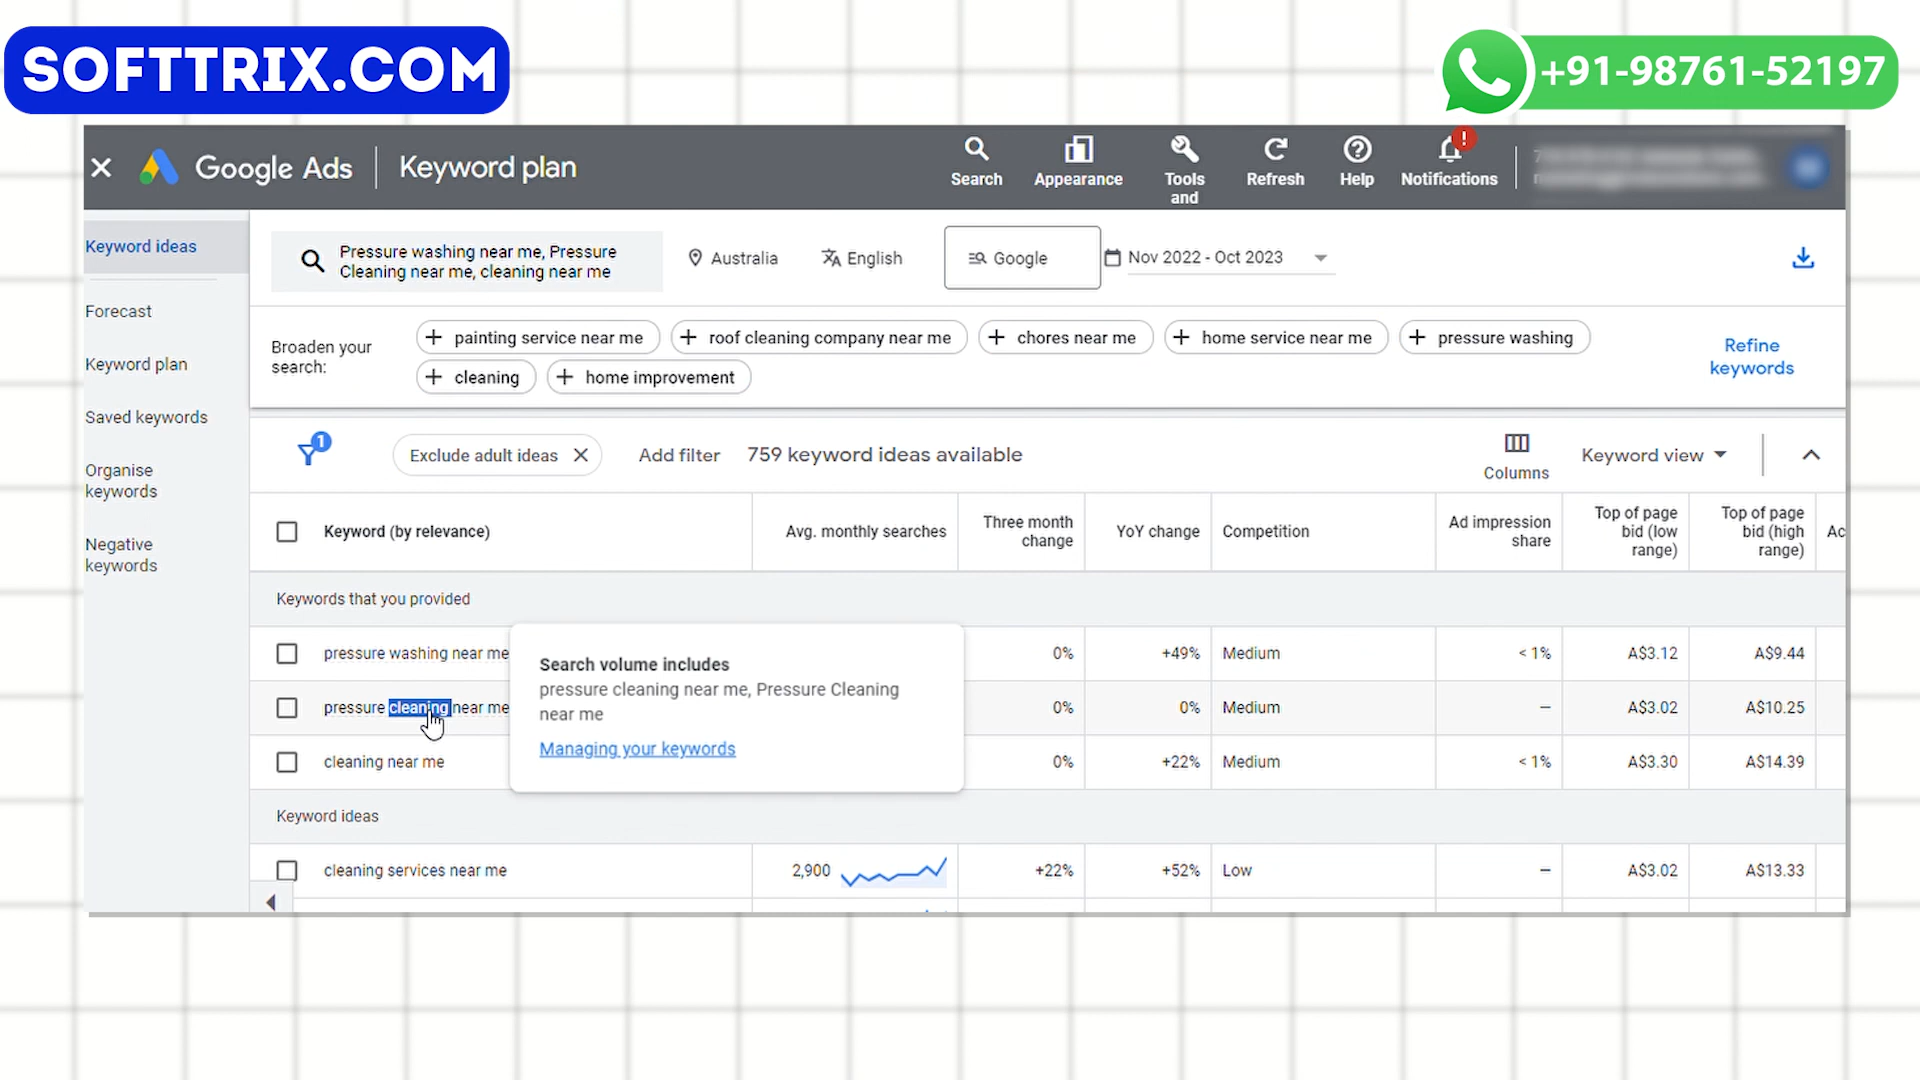 SOFTTRIX.COM
+91-98761-52197
Google Ads
Keyword plan
Search
Appearance
Tools
and
Refresh
Help
!
Notifications
Keyword ideas
Forecast
Keyword plan
Saved keywords
Organise
keywords
Negative
keywords
Pressure washing near me, Pressure
Cleaning near me, cleaning near me
Australia
English
Google
Nov 2022 - Oct 2023
Broaden your
search:
painting service near me
roof cleaning company near me
chores near me
home service near me
pressure washing
cleaning
home improvement
Refine
keywords
1
Exclude adult ideas
Add filter
759 keyword ideas available
Columns
Keyword view
Keyword (by relevance)
Avg. monthly searches
Three month
change
YoY change
Competition
Ad impression
share
Top of page
bid (low
range)
Top of page
bid (high
range)
Ac
Keywords that you provided
pressure washing near me
0%
+49%
Medium
< 1%
A$3.12
A$9.44
pressure cleaning near me
0%
0%
Medium
–
A$3.02
A$10.25
cleaning near me
0%
+22%
Medium
< 1%
A$3.30
A$14.39
Search volume includes
pressure cleaning near me, Pressure Cleaning
near me
Managing your keywords
Keyword ideas
cleaning services near me
2,900
+22%
+52%
Low
–
A$3.02
A$13.33